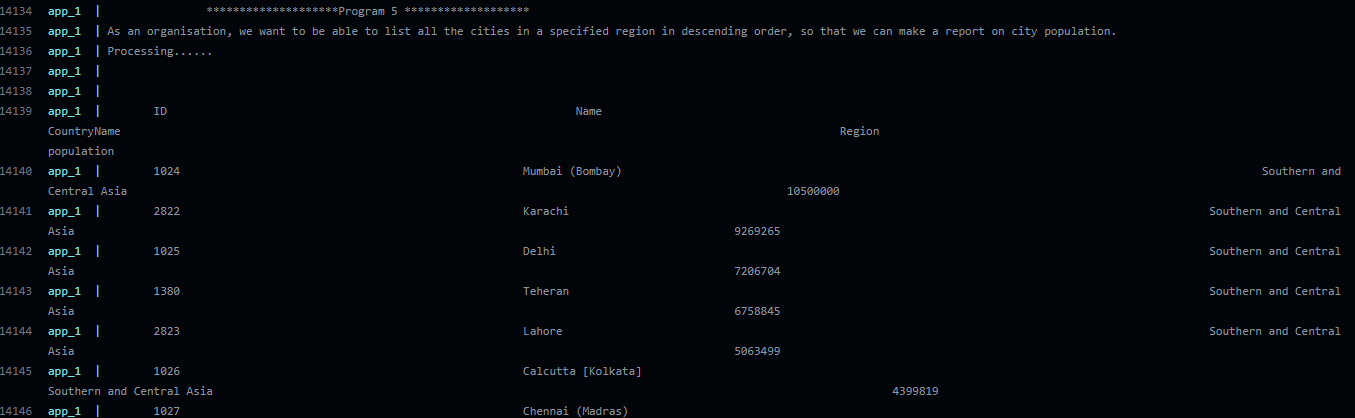 14134 app_1 | ********************Program 5 *******************
14135 app_1 | As an organisation, we want to be able to list all the cities in a specified region in descending order, so that we can make a report on city population.
14136 app_1 | Processing......
14137 app_1 |
14138 app_1 |
14139 app_1 | ID Name
CountryName Region
population
14140 app_1 | 1024 Mumbai (Bombay) Southern and
Central Asia 10500000
14141 app_1 | 2822 Karachi Southern and Central
Asia 9269265
14142 app_1 | 1025 Delhi Southern and Central
Asia 7206704
14143 app_1 | 1380 Teheran Southern and Central
Asia 6758845
14144 app_1 | 2823 Lahore Southern and Central
Asia 5063499
14145 app_1 | 1026 Calcutta [Kolkata]
Southern and Central Asia 4399819
14146 app_1 | 1027 Chennai (Madras)